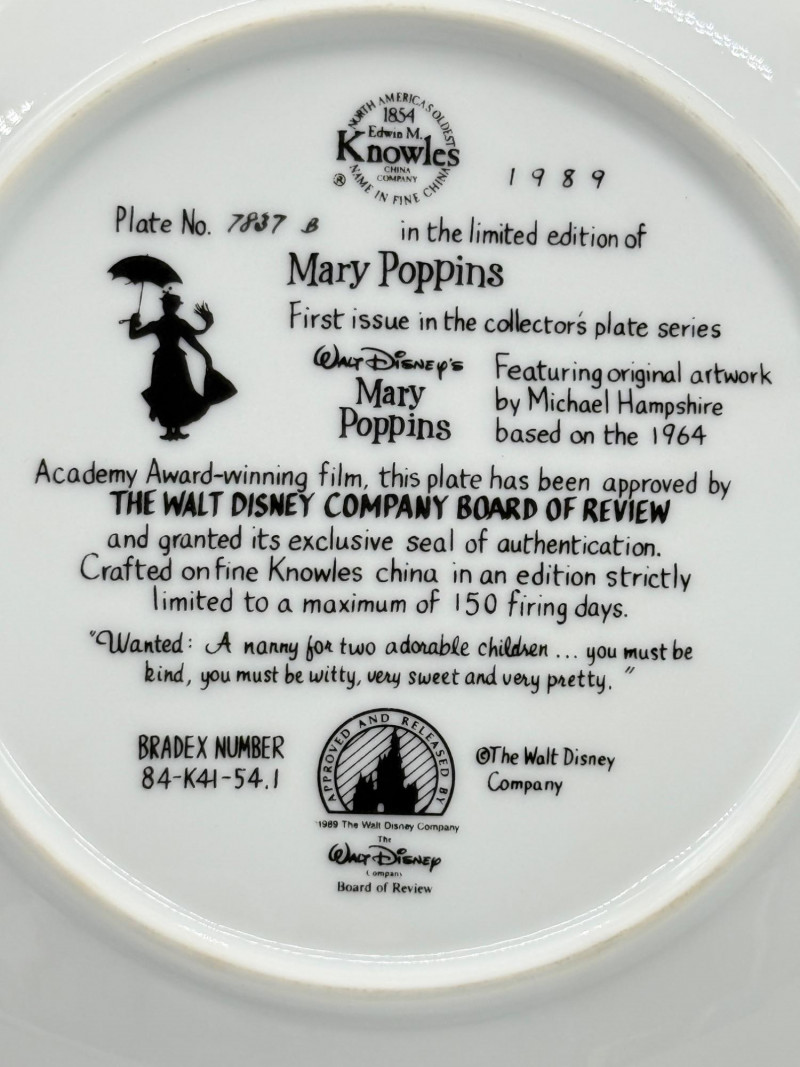 NORTH AMERICA'S OLDEST
1854
Edwin M.
Knowles
CHINA
COMPANY
NAME IN FINE CHINA
®
1989
Plate No. 7837 B in the limited edition of
Mary Poppins
First issue in the collector's plate series
WALT DISNEY'S
Mary
Poppins
Featuring original artwork
by Michael Hampshire
based on the 1964
Academy Award-winning film, this plate has been approved by
THE WALT DISNEY COMPANY BOARD OF REVIEW
and granted its exclusive seal of authentication.
Crafted on fine Knowles china in an edition strictly
limited to a maximum of 150 firing days.
"Wanted: A nanny for two adorable children ... you must be
kind, you must be witty, very sweet and very pretty."
BRADEX NUMBER
84-K41-54.1
APPROVED AND RELEASED BY
©The Walt Disney
Company
1989 The Walt Disney Company
The
WALT DISNEY
Company
Board of Review